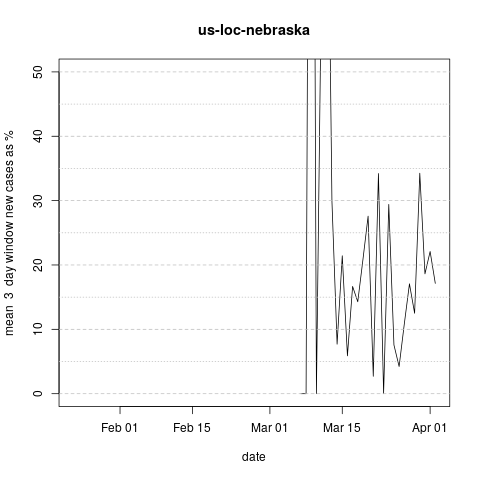 us-loc-nebraska
mean 3 day window new cases as %
50
40
30
20
10
0
Feb 01
Feb 15
Mar 01
Mar 15
Apr 01
date